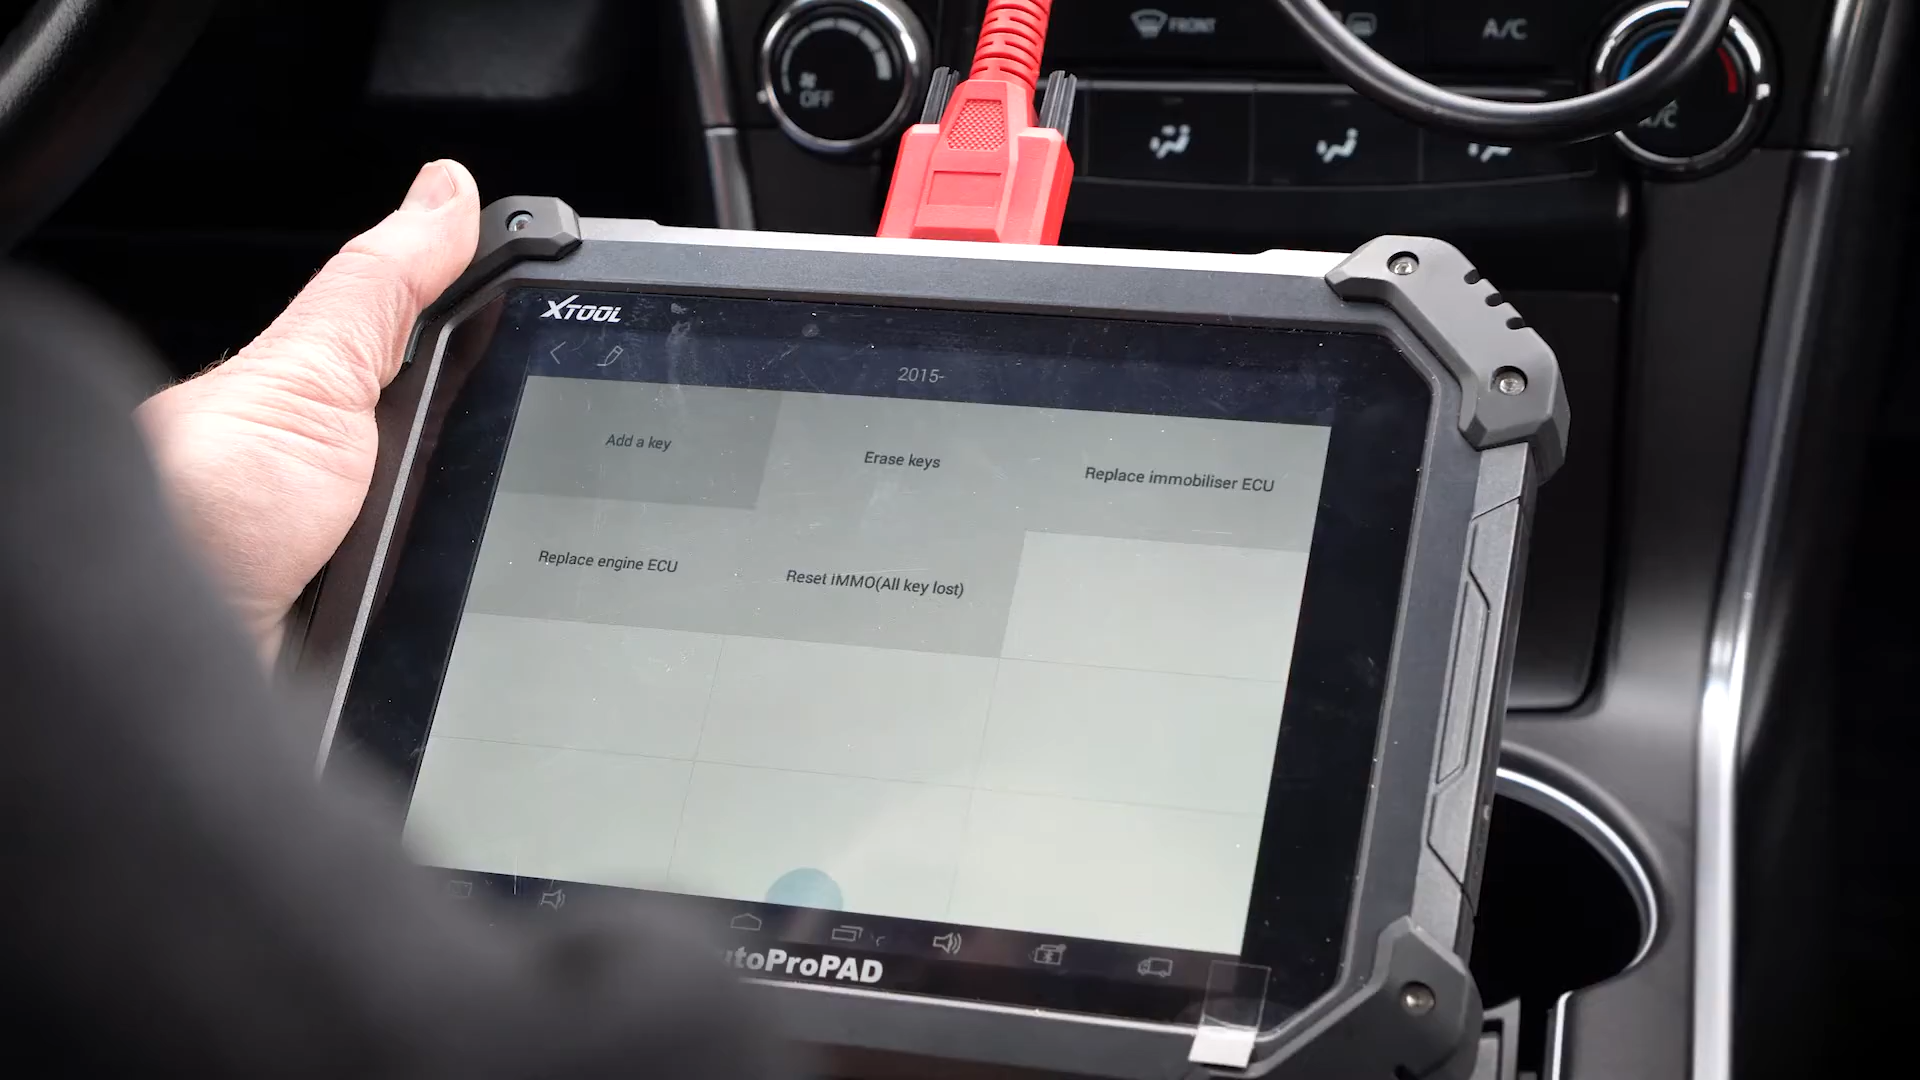 FRONT
A/C
OFF
A/C
XTOOL
2015-
Add a key
Erase keys
Replace immobiliser ECU
Replace engine ECU
Reset iMMO(All key lost)
utoProPAD